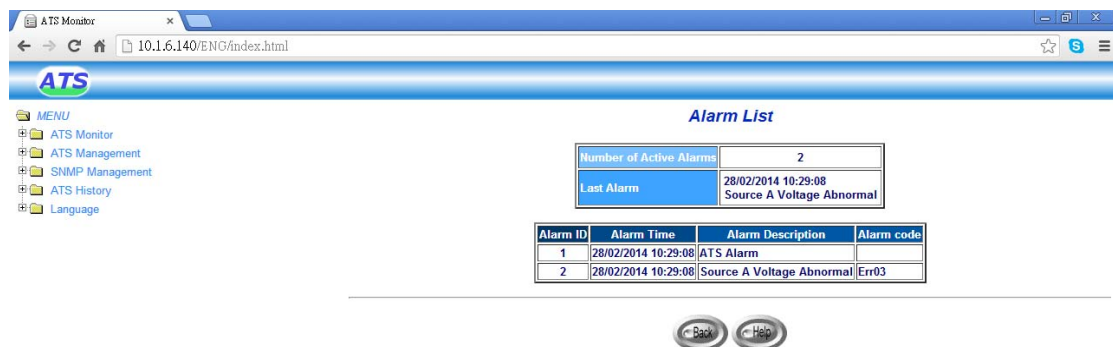 ATS Monitor
10.1.6.140/ENG/index.html
ATS
MENU
ATS Monitor
ATS Management
SNMP Management
ATS History
Language
Alarm List
Number of Active Alarms 2
Last Alarm 28/02/2014 10:29:08
Source A Voltage Abnormal
Alarm ID Alarm Time Alarm Description Alarm code
1 28/02/2014 10:29:08 ATS Alarm
2 28/02/2014 10:29:08 Source A Voltage Abnormal Err03
Back Help